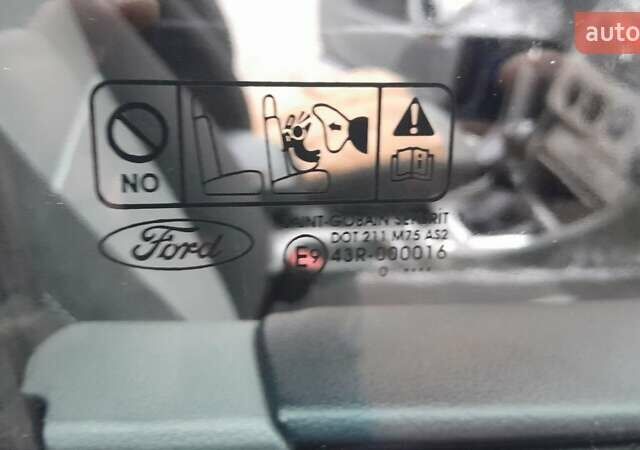 auto
NO
Ford
SAINT-GOBAIN SEKURIT
DOT 211 M75 AS2
E9 43R-000016